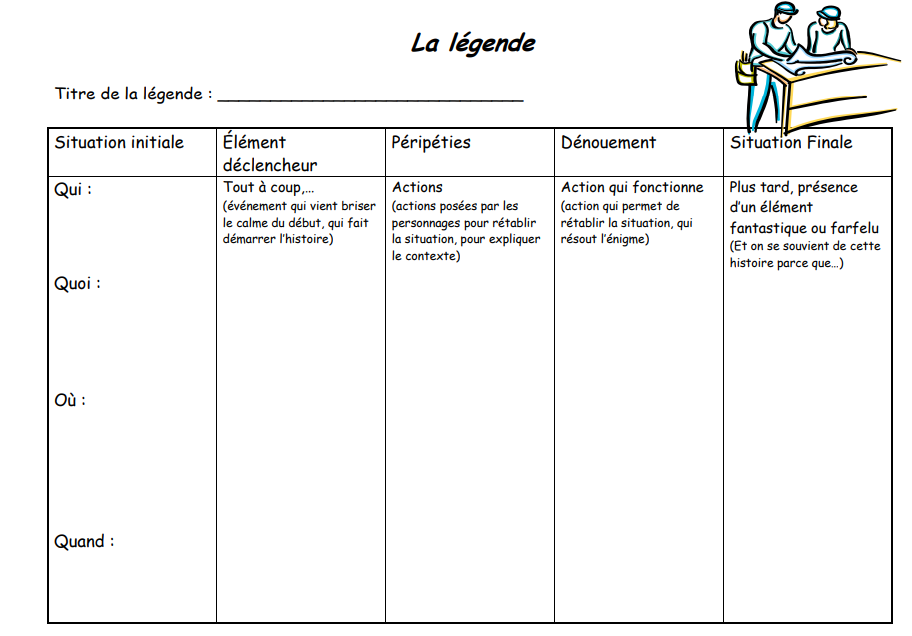 La légende
Titre de la légende : ________________________________
Situation initiale
Qui :
Quoi :
Où :
Quand :
Élément
déclencheur
Tout à coup,…
(événement qui vient briser
le calme du début, qui fait
démarrer l’histoire)
Péripéties
Actions
(actions posées par les
personnages pour rétablir
la situation, pour expliquer
le contexte)
Dénouement
Action qui fonctionne
(action qui permet de
rétablir la situation, qui
résout l’énigme)
Situation Finale
Plus tard, présence
d’un élément
fantastique ou farfelu
(Et on se souvient de cette
histoire parce que…)